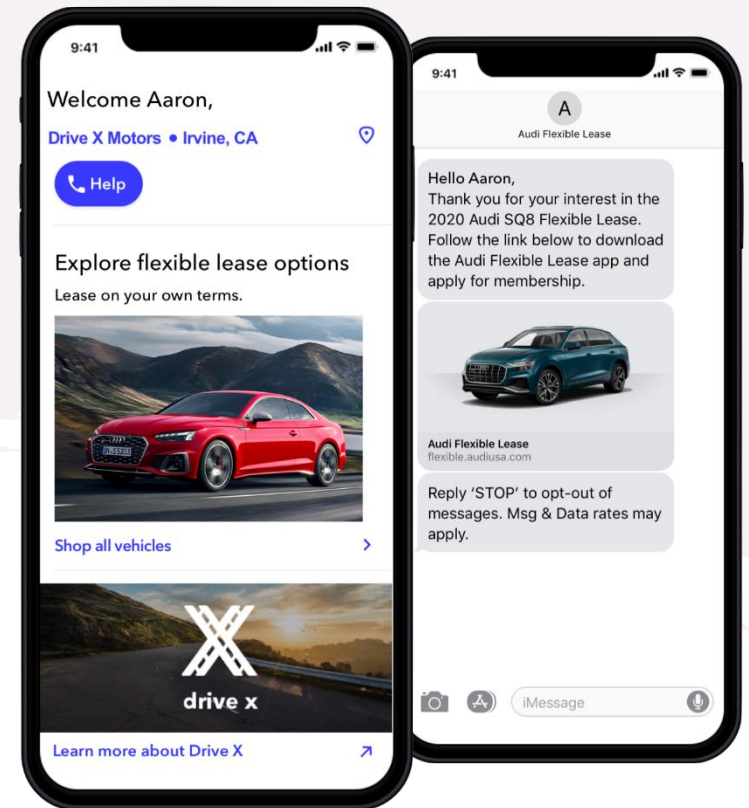 9:41
Welcome Aaron,
Drive X Motors • Irvine, CA
Help
Explore flexible lease options
Lease on your own terms.
Shop all vehicles
drive x
Learn more about Drive X
9:41
A
Audi Flexible Lease
Hello Aaron,
Thank you for your interest in the
2020 Audi SQ8 Flexible Lease.
Follow the link below to download
the Audi Flexible Lease app and
apply for membership.
Audi Flexible Lease
flexible.audiusa.com
Reply ‘STOP’ to opt-out of
messages. Msg & Data rates may
apply.
iMessage